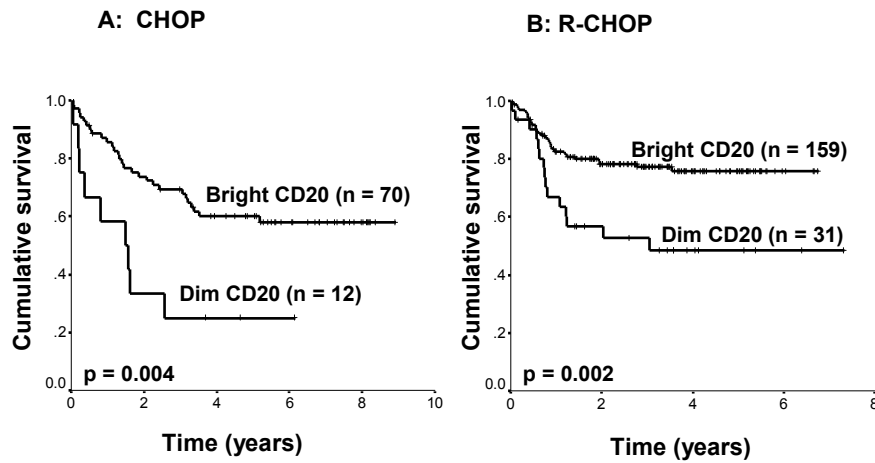 A: CHOP
B: R-CHOP
Cumulative survival
1.0
.8
.6
.4
.2
0.0
Bright CD20 (n = 70)
Dim CD20 (n = 12)
p = 0.004
0
2
4
6
8
10
Time (years)
Cumulative survival
1.0
.8
.6
.4
.2
0.0
Bright CD20 (n = 159)
Dim CD20 (n = 31)
p = 0.002
0
2
4
6
8
Time (years)